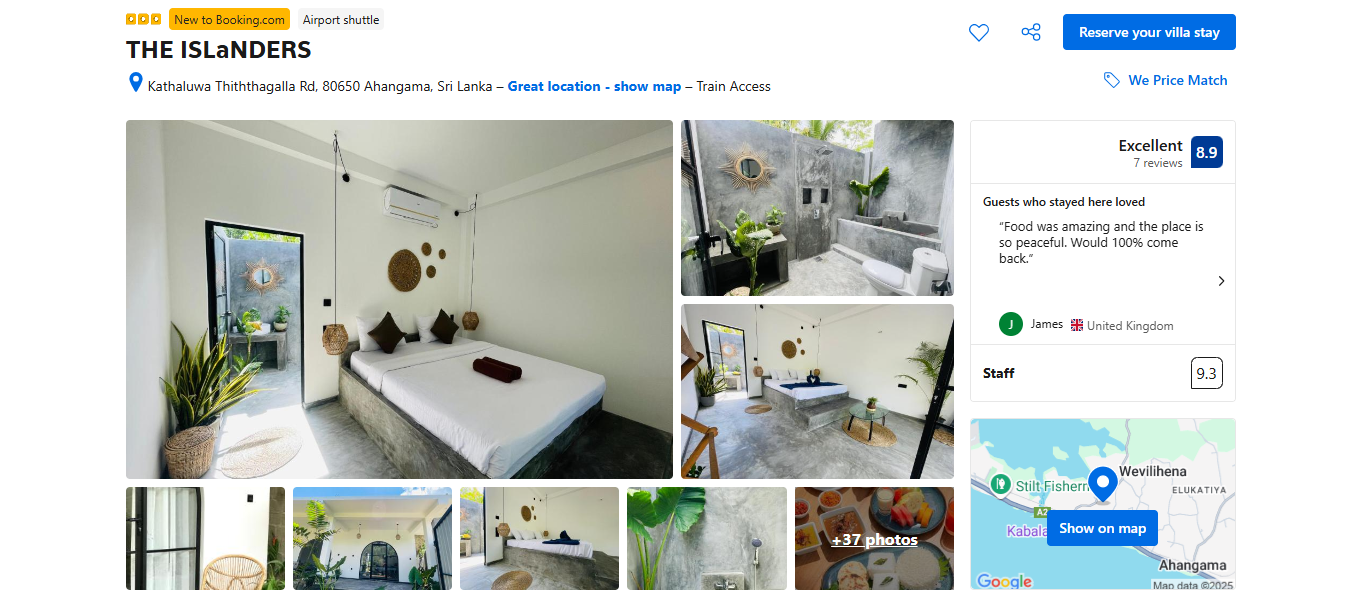 New to Booking.com
Airport shuttle
THE ISLaNDERS
Kathaluwa Thiththagalla Rd, 80650 Ahangama, Sri Lanka – Great location - show map – Train Access
Reserve your villa stay
We Price Match
Excellent
7 reviews
8.9
Guests who stayed here loved
“Food was amazing and the place is
so peaceful. Would 100% come
back.”
J
James
United Kingdom
Staff
9.3
+37 photos
Wevilihena
Stilt Fishern
ELUKATIYA
A2
Kabala
Show on map
Ahangama
Google
Map data ©2025